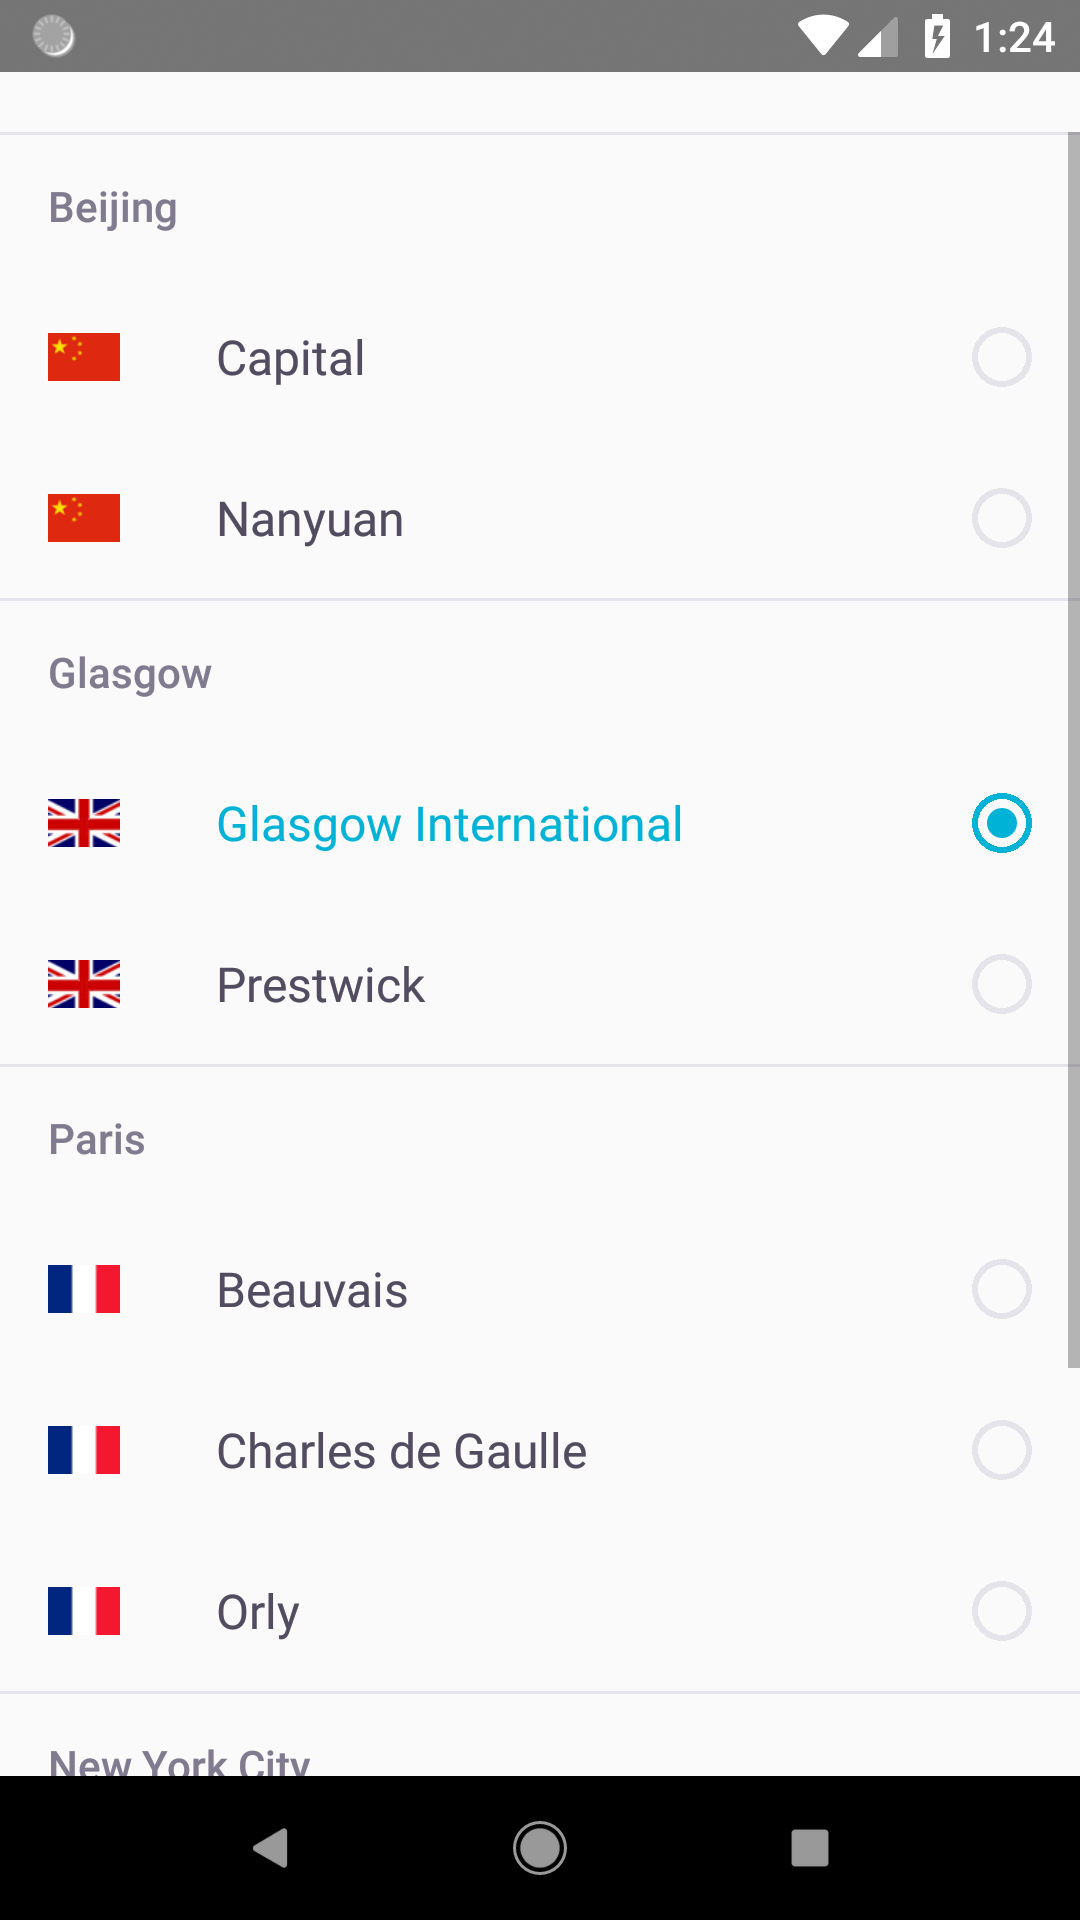 1:24
Beijing
Capital
Nanyuan
Glasgow
Glasgow International
Prestwick
Paris
Beauvais
Charles de Gaulle
Orly
New York City